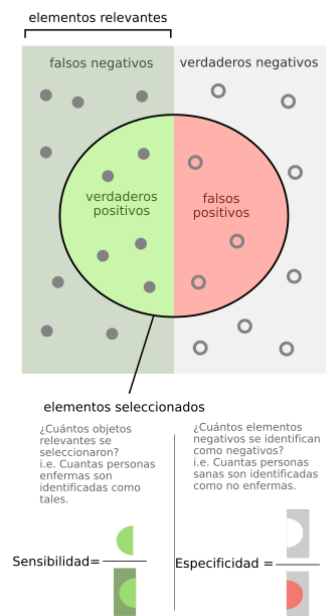 elementos relevantes
falsos negativos
verdaderos negativos
verdaderos
positivos
falsos
positivos
elementos seleccionados
¿Cuántos objetos
relevantes se
seleccionaron?
i.e. Cuantas personas
enfermas son
identificadas como
tales.
¿Cuántos elementos
negativos se identifican
como negativos?
i.e. Cuantas personas
sanas son identificadas
como no enfermas.
Sensibilidad=
Especificidad =